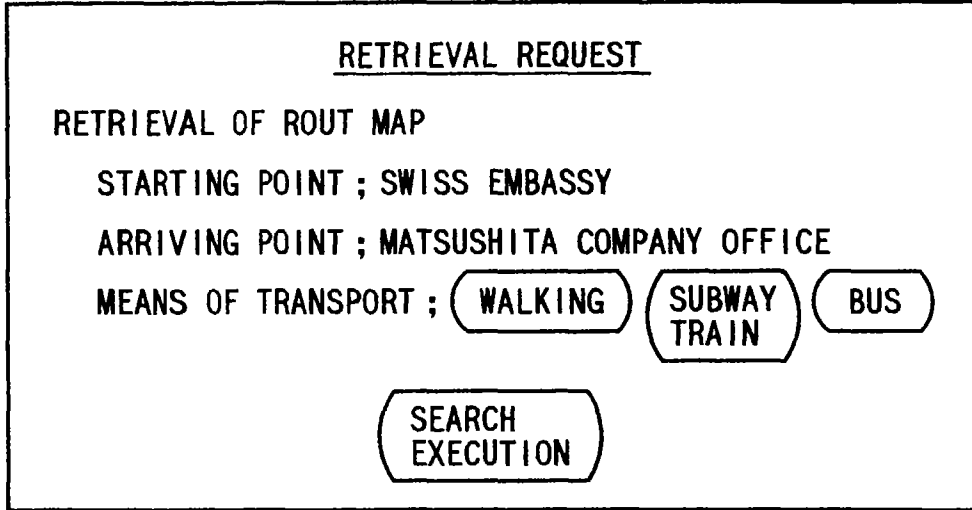 RETRIEVAL REQUEST
RETRIEVAL OF ROUT MAP
STARTING POINT ; SWISS EMBASSY
ARRIVING POINT ; MATSUSHITA COMPANY OFFICE
MEANS OF TRANSPORT ; WALKING SUBWAY TRAIN BUS
SEARCH
EXECUTION